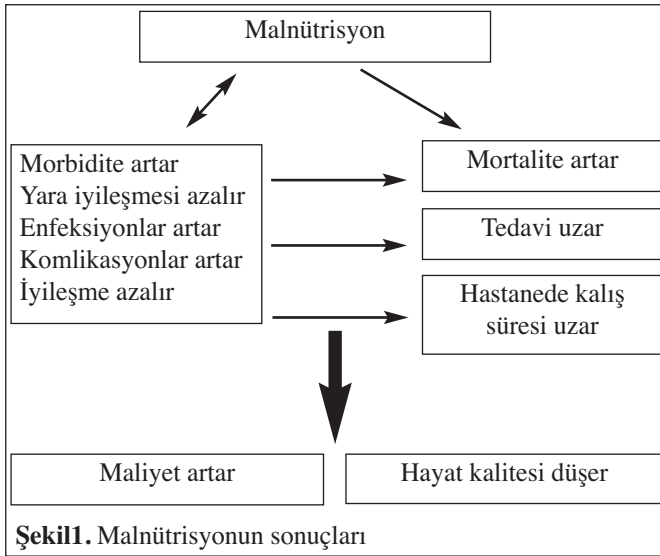 Malnütrisyon
Morbidite artar
Yara iyileşmesi azalır
Enfeksiyonlar artar
Komlikasyonlar artar
İyileşme azalır
Mortalite artar
Tedavi uzar
Hastanede kalış
süresi uzar
Maliyet artar
Hayat kalitesi düşer
Şekil1. Malnütrisyonun sonuçları